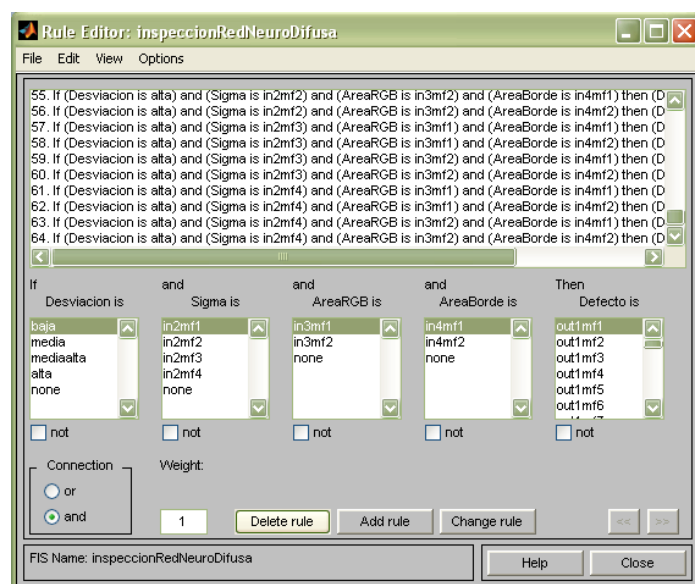 Rule Editor: inspeccionRedNeuroDifusa
File Edit View Options
55. If (Desviacion is alta) and (Sigma is in2mf2) and (AreaRGB is in3mf2) and (AreaBorde is in4mf1) then (D
56. If (Desviacion is alta) and (Sigma is in2mf2) and (AreaRGB is in3mf2) and (AreaBorde is in4mf2) then (D
57. If (Desviacion is alta) and (Sigma is in2mf3) and (AreaRGB is in3mf1) and (AreaBorde is in4mf1) then (D
58. If (Desviacion is alta) and (Sigma is in2mf3) and (AreaRGB is in3mf1) and (AreaBorde is in4mf2) then (D
59. If (Desviacion is alta) and (Sigma is in2mf3) and (AreaRGB is in3mf2) and (AreaBorde is in4mf1) then (D
60. If (Desviacion is alta) and (Sigma is in2mf3) and (AreaRGB is in3mf2) and (AreaBorde is in4mf2) then (D
61. If (Desviacion is alta) and (Sigma is in2mf4) and (AreaRGB is in3mf1) and (AreaBorde is in4mf1) then (D
62. If (Desviacion is alta) and (Sigma is in2mf4) and (AreaRGB is in3mf1) and (AreaBorde is in4mf2) then (D
63. If (Desviacion is alta) and (Sigma is in2mf4) and (AreaRGB is in3mf2) and (AreaBorde is in4mf1) then (D
64. If (Desviacion is alta) and (Sigma is in2mf4) and (AreaRGB is in3mf2) and (AreaBorde is in4mf2) then (D
If and and and Then
Desviacion is Sigma is AreaRGB is AreaBorde is Defecto is
baja in2mf1 in3mf1 in4mf1 out1mf1
media in2mf2 in3mf2 in4mf2 out1mf2
mediaalta in2mf3 none none out1mf3
alta in2mf4 out1mf4
none none out1mf5
out1mf6
not not not not not
Connection Weight:
or
and 1 Delete rule Add rule Change rule << >>
FIS Name: inspeccionRedNeuroDifusa Help Close